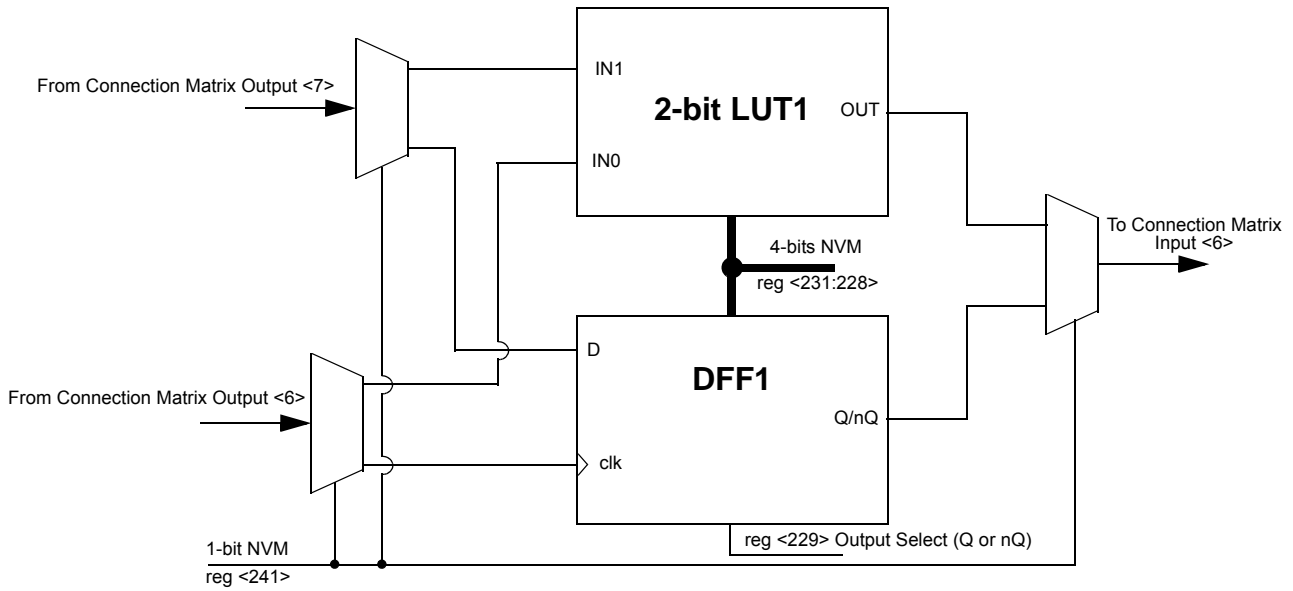 From Connection Matrix Output <7>
IN1
2-bit LUT1
OUT
IN0
To Connection Matrix
Input <6>
4-bits NVM
reg <231:228>
D
DFF1
From Connection Matrix Output <6>
Q/nQ
clk
reg <229> Output Select (Q or nQ)
1-bit NVM
reg <241>